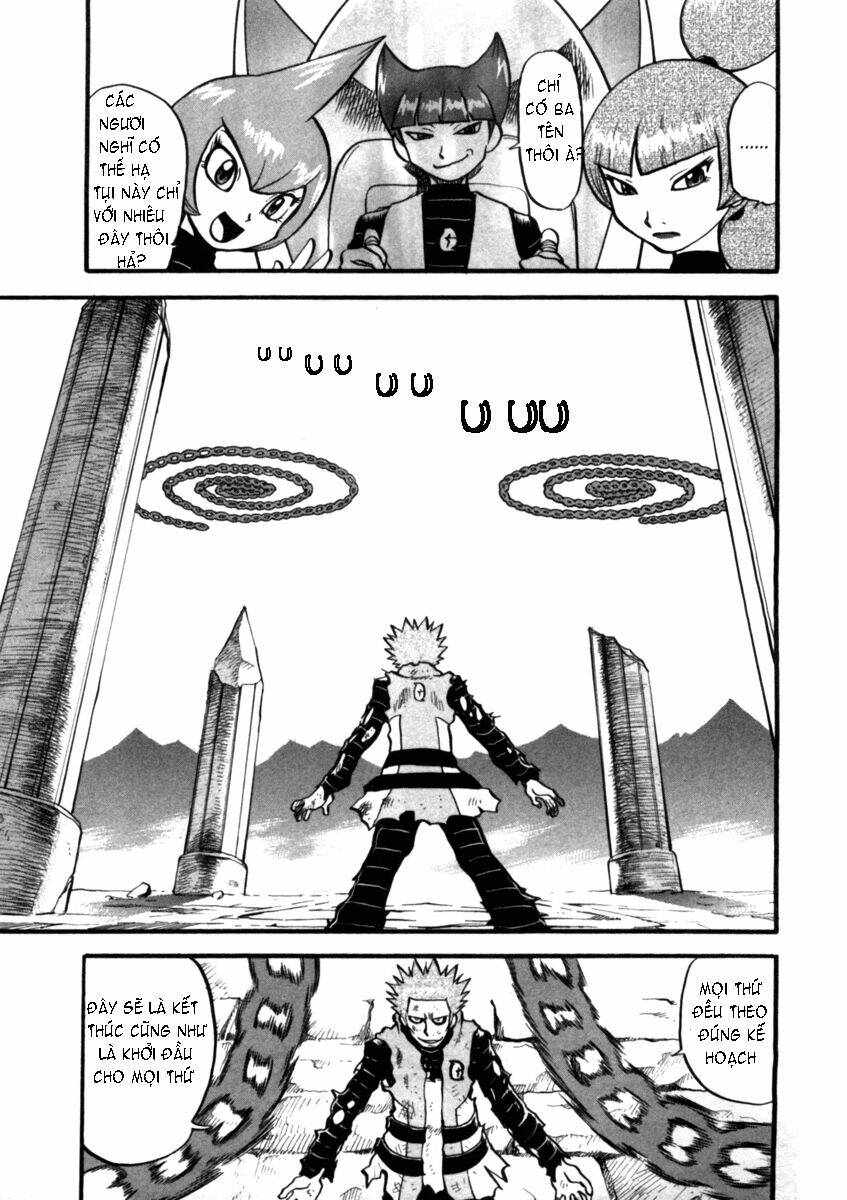 ......
CHỈ
CÓ BA
TÊN
THÔI À?
CÁC
NGƯƠI
NGHĨ CÓ
THỂ HẠ
TỤI NÀY CHỈ
VỚI NHIÊU
ĐÂY THÔI
HẢ?
U U U U U U U U U
MỌI THỨ
ĐỀU THEO
ĐÚNG KẾ
HOẠCH
ĐÂY SẼ LÀ KẾT
THÚC CŨNG NHƯ
LÀ KHỞI ĐẦU
CHO MỌI THỨ